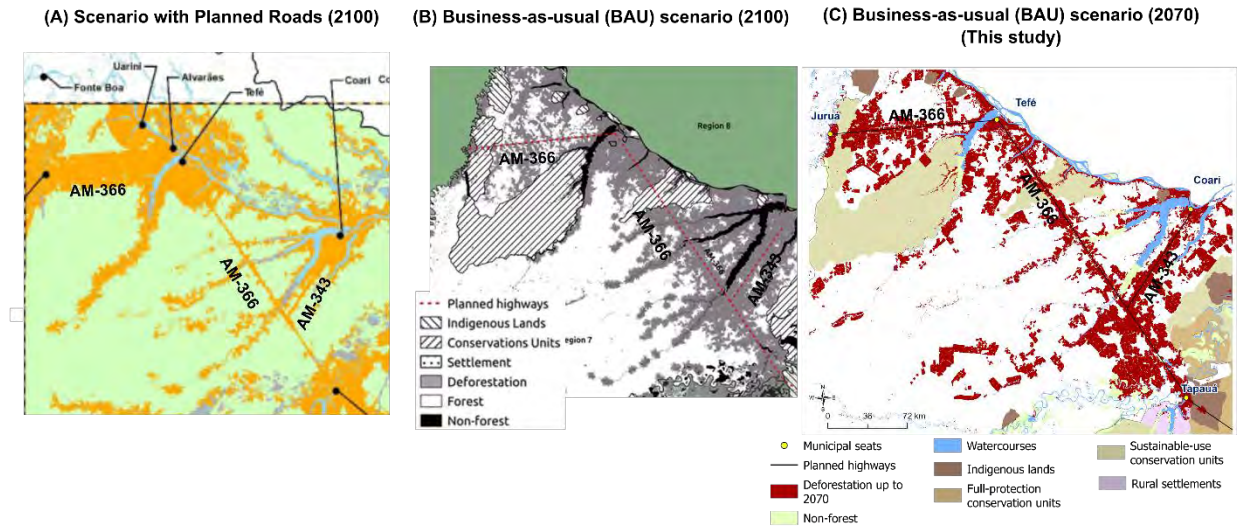 (A) Scenario with Planned Roads (2100)
Uarini
Alvarães
Fonte Boa
Tefé
Coari
Co
AM-366
AM-366
AM-343
(B) Business-as-usual (BAU) scenario (2100)
Region 8
AM-366
AM-366
AM-343
Planned highways
Indigenous Lands
Conservations Units
egion 7
Settlement
Deforestation
Forest
Non-forest
(C) Business-as-usual (BAU) scenario (2070)
(This study)
Tefé
Juruá
AM-366
Coari
AM-366
AM-343
Tapauá
N
W
E
S
0 36 72 km
Municipal seats
Planned highways
Deforestation up to
2070
Non-forest
Watercourses
Indigenous lands
Full-protection
conservation units
Sustainable-use
conservation units
Rural settlements